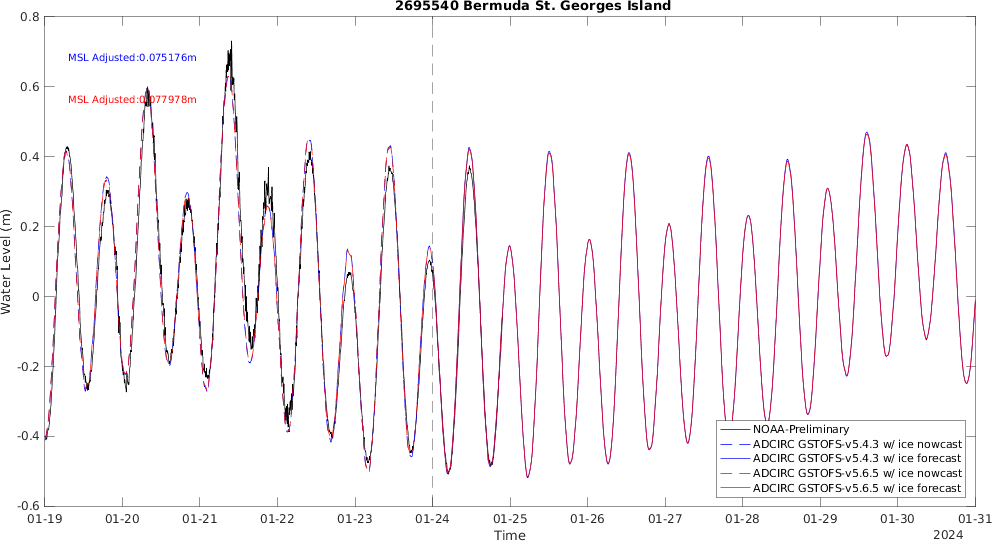 2695540 Bermuda St. Georges Island
0.8
0.6
0.4
0.2
0
-0.2
-0.4
-0.6
Water Level (m)
MSL Adjusted:0.075176m
MSL Adjusted:0.077978m
NOAA-Preliminary
ADCIRC GSTOFS-v5.4.3 w/ ice nowcast
ADCIRC GSTOFS-v5.4.3 w/ ice forecast
ADCIRC GSTOFS-v5.6.5 w/ ice nowcast
ADCIRC GSTOFS-v5.6.5 w/ ice forecast
01-19 01-20 01-21 01-22 01-23 01-24 01-25 01-26 01-27 01-28 01-29 01-30 01-31
Time
2024